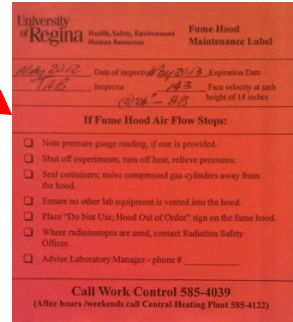 University
of Regina Health, Safety, Environment
Human Resources
Fume Hood
Maintenance Label
May 2012 Date of inspection May 2013 Expiration Date
Inspector 143 Face velocity at sash
height of 14 inches
88
If Fume Hood Air Flow Stops:
Note pressure gauge reading, if one is provided.
Shut off experiments, turn off heat, relieve pressures.
Seal containers; move compressed gas cylinders away from
the hood.
Ensure no other lab equipment is vented into the hood.
Place "Do Not Use; Hood Out of Order" sign on the fume hood.
Where radioisotopes are used, contact Radiation Safety
Officer.
Advise Laboratory Manager - phone #
Call Work Control 585-4039
(After hours /weekends call Central Heating Plant 585-4122)